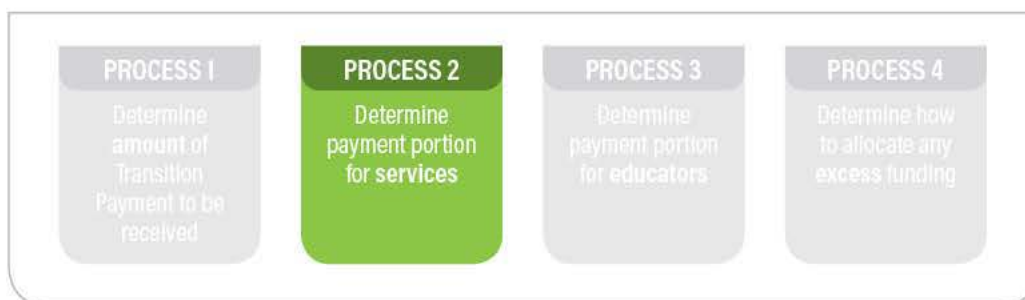 PROCESS 1
Determine
amount of
Transition
Payment to be
received
PROCESS 2
Determine
payment portion
for services
PROCESS 3
Determine
payment portion
for educators
PROCESS 4
Determine how
to allocate any
excess funding